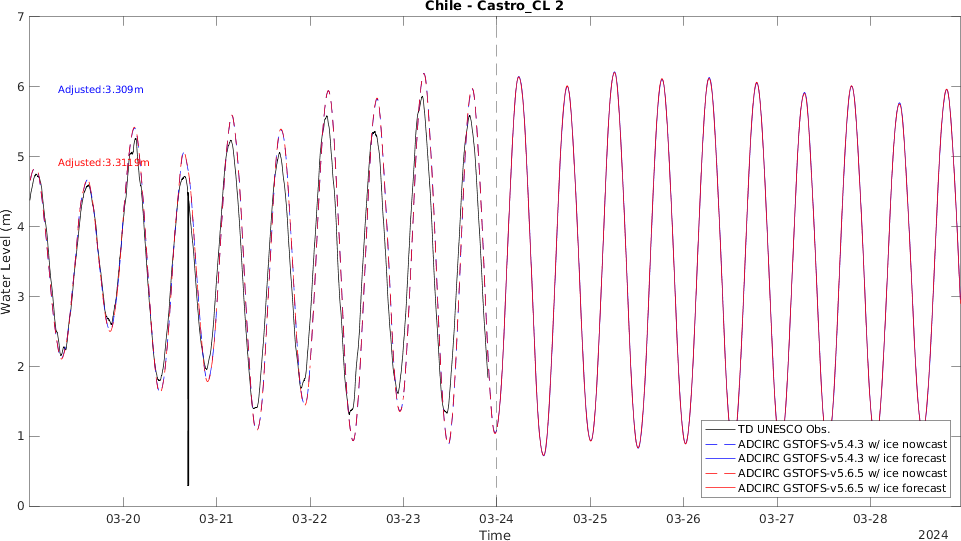 Chile - Castro_CL 2
7
6
5
4
3
2
1
0
Water Level (m)
Adjusted:3.309m
Adjusted:3.3119m
TD UNESCO Obs.
ADCIRC GSTOFS-v5.4.3 w/ ice nowcast
ADCIRC GSTOFS-v5.4.3 w/ ice forecast
ADCIRC GSTOFS-v5.6.5 w/ ice nowcast
ADCIRC GSTOFS-v5.6.5 w/ ice forecast
03-20 03-21 03-22 03-23 03-24 03-25 03-26 03-27 03-28
Time
2024